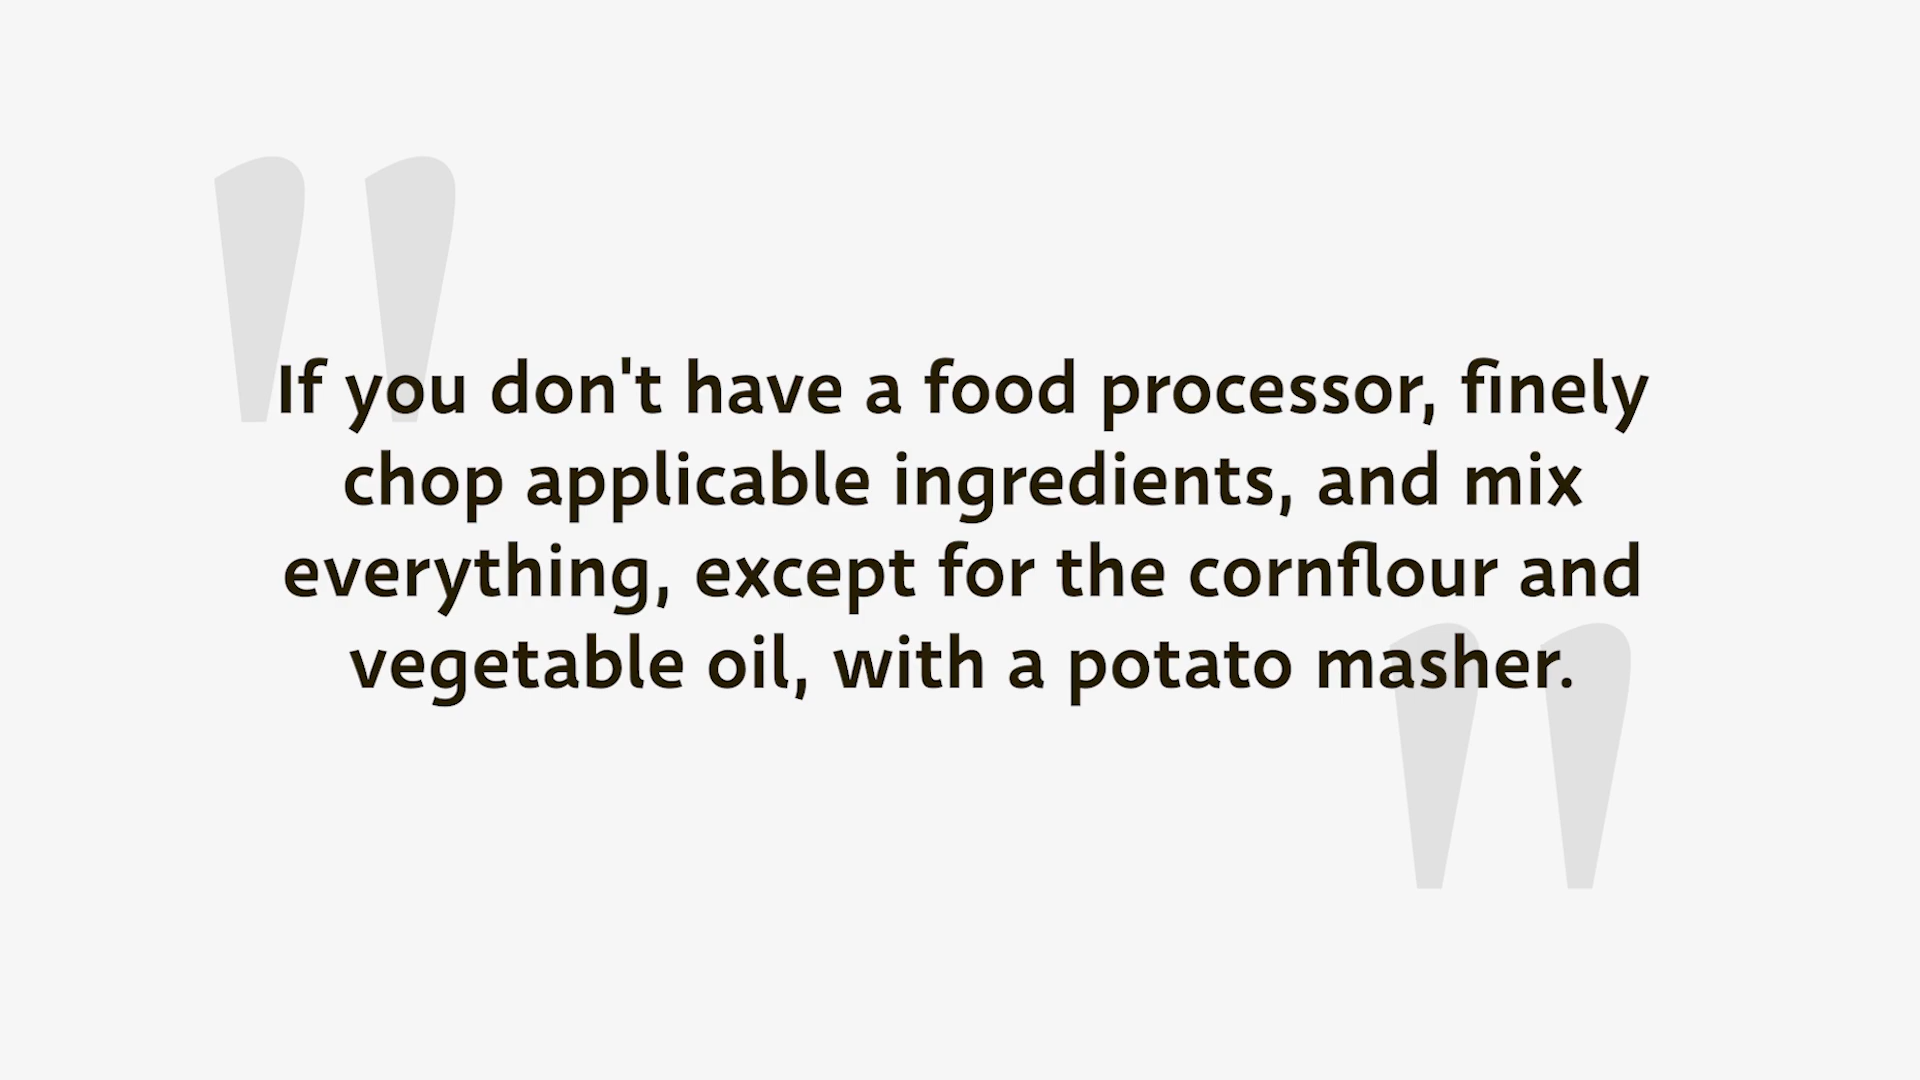 If you don't have a food processor, finely
chop applicable ingredients, and mix
everything, except for the cornflour and
vegetable oil, with a potato masher.